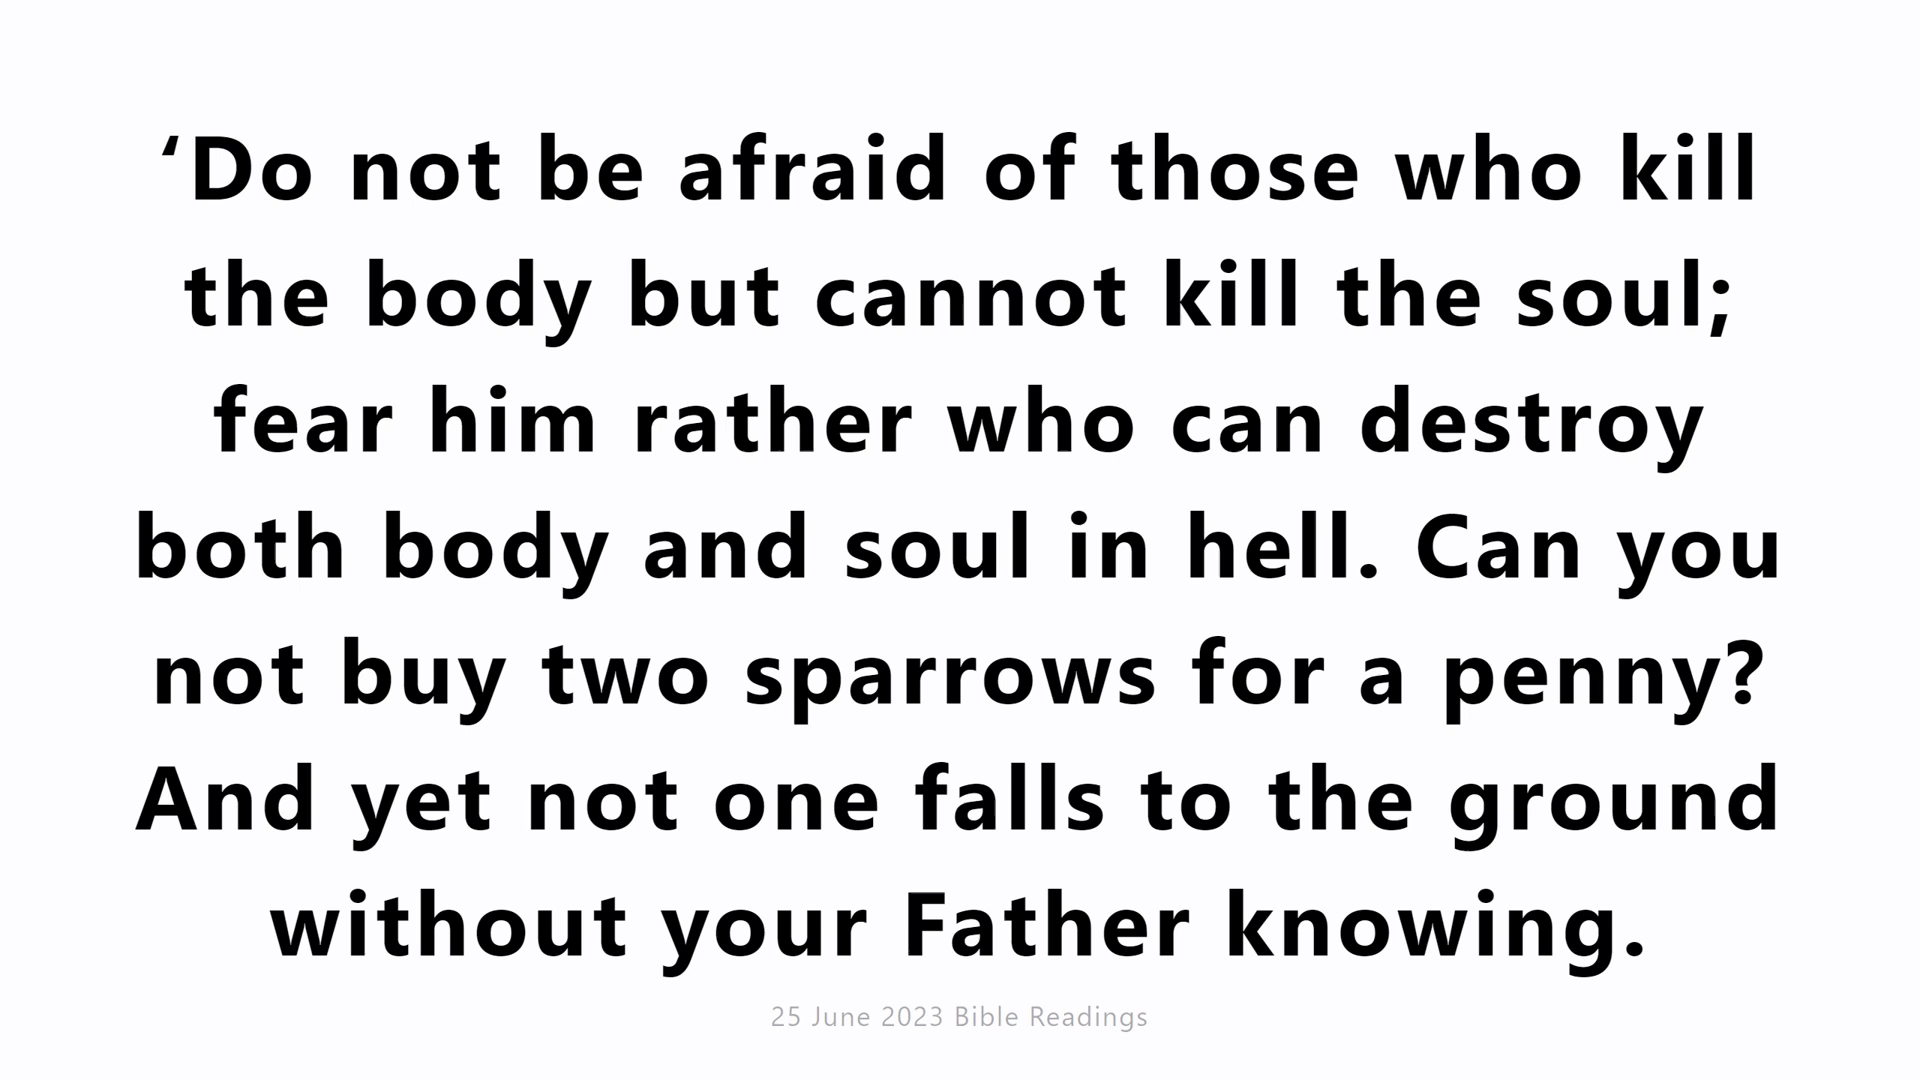 ‘Do not be afraid of those who kill
the body but cannot kill the soul;
fear him rather who can destroy
both body and soul in hell. Can you
not buy two sparrows for a penny?
And yet not one falls to the ground
without your Father knowing.
25 June 2023 Bible Readings